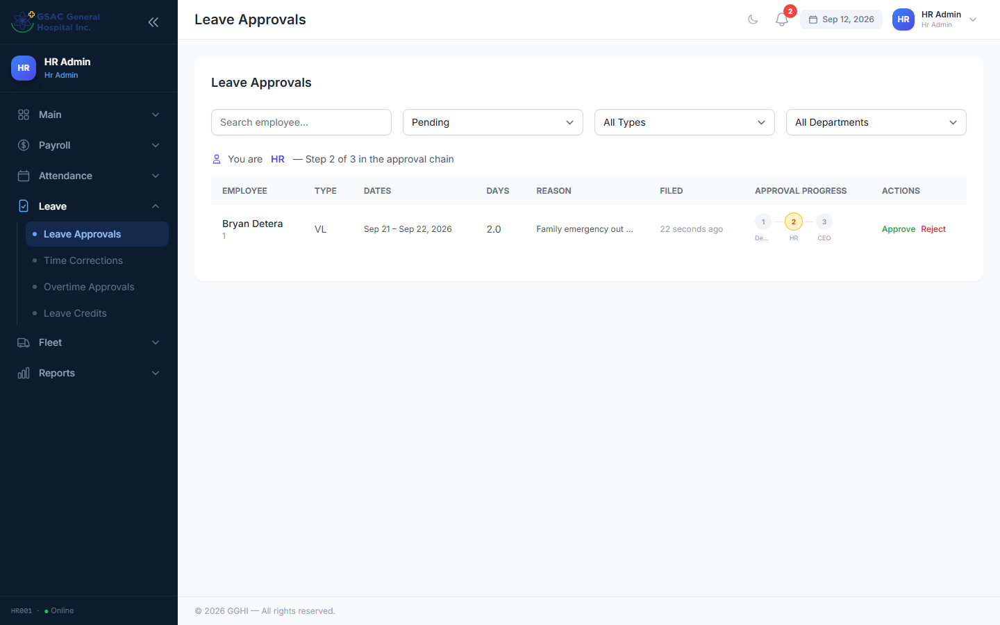 GSAC General
Hospital Inc.
HR
HR Admin
Hr Admin
Main
Payroll
Attendance
Leave
Leave Approvals
Time Corrections
Overtime Approvals
Leave Credits
Fleet
Reports
HR001 · Online
Leave Approvals
2
Sep 12, 2026
HR
HR Admin
Hr Admin
Leave Approvals
Search employee...
Pending
All Types
All Departments
You are HR — Step 2 of 3 in the approval chain
EMPLOYEE TYPE DATES DAYS REASON FILED APPROVAL PROGRESS ACTIONS
Bryan Detera
1
VL
Sep 21 – Sep 22, 2026
2.0
Family emergency out ...
22 seconds ago
1 2 3
De... HR CEO
Approve Reject
© 2026 GGHI — All rights reserved.